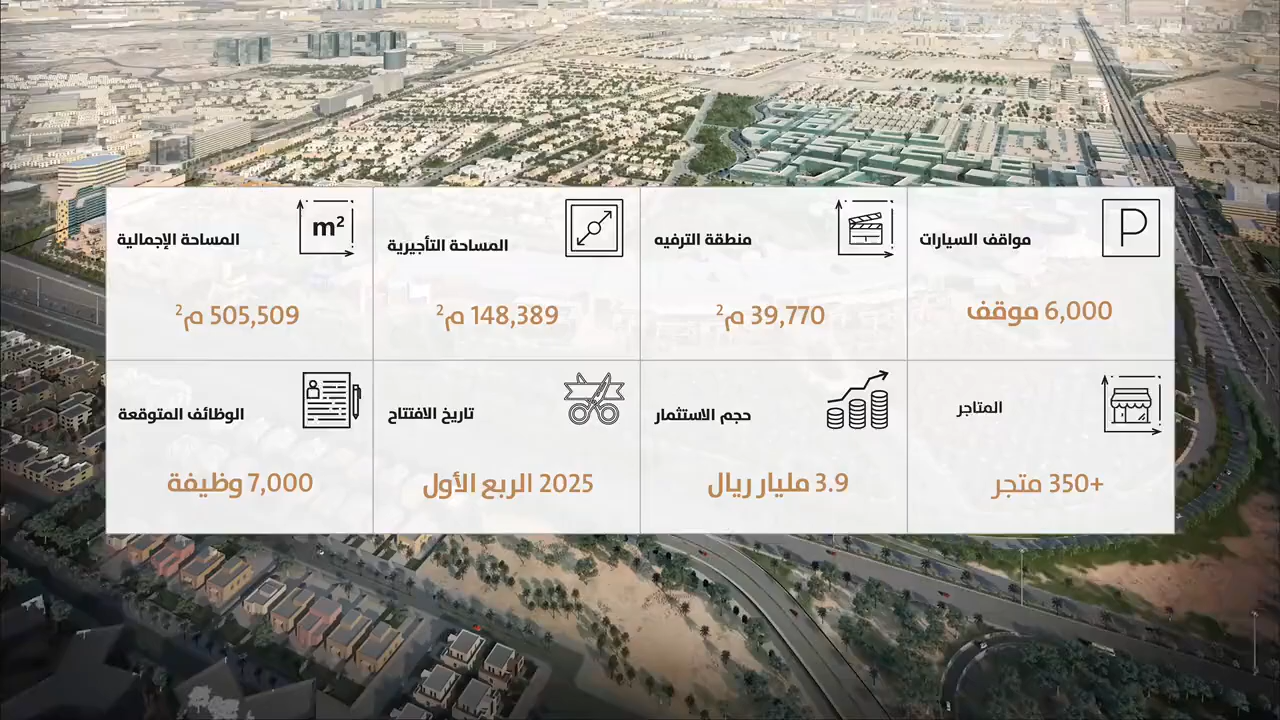 P
مواقف السيارات
6,000 موقف
منطقة الترفيه
39,770 م²
المساحة التأجيرية
148,389 م²
m²
المساحة الإجمالية
505,509 م²
المتاجر
+350 متجر
حجم الاستثمار
3.9 مليار ريال
تاريخ الافتتاح
2025 الربع الأول
الوظائف المتوقعة
7,000 وظيفة